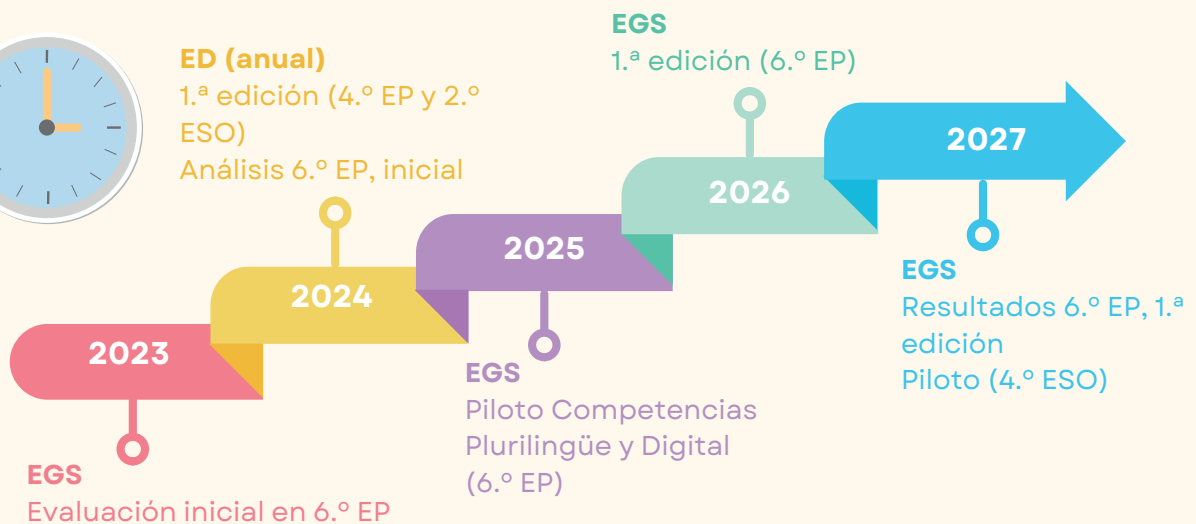 2023
EGS
Evaluación inicial en 6.º EP
2024
ED (anual)
1.ª edición (4.º EP y 2.º
ESO)
Análisis 6.º EP, inicial
2025
EGS
Piloto Competencias
Plurilingüe y Digital
(6.º EP)
2026
EGS
1.ª edición (6.º EP)
2027
EGS
Resultados 6.º EP, 1.ª
edición
Piloto (4.º ESO)